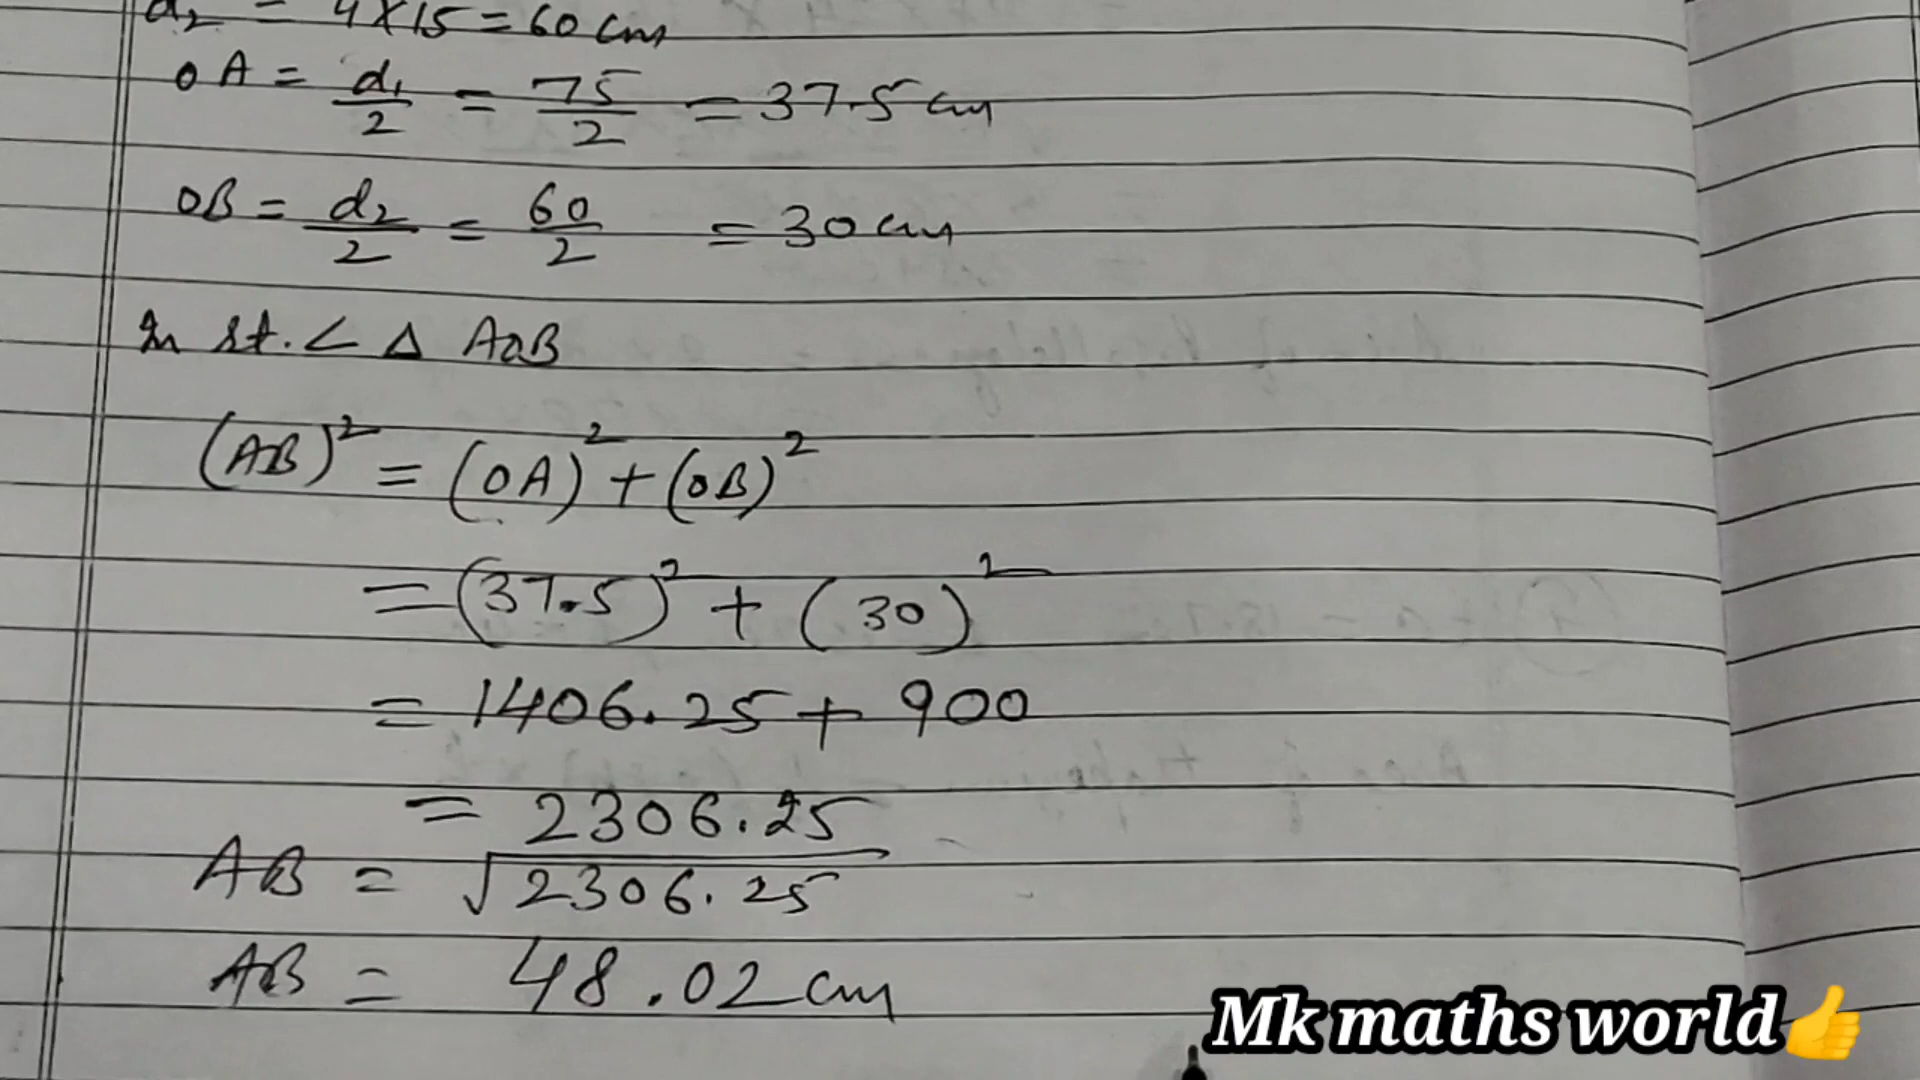 d₂ = 4 × 15 = 60 cm
OA = d₁/2 = 75/2 = 37.5 cm
OB = d₂/2 = 60/2 = 30 cm
In rt. < △ AOB
(AB)² = (OA)² + (OB)²
= (37.5)² + (30)²
= 1406.25 + 900
= 2306.25
AB = √2306.25
AB = 48.02 cm
Mk maths world👍